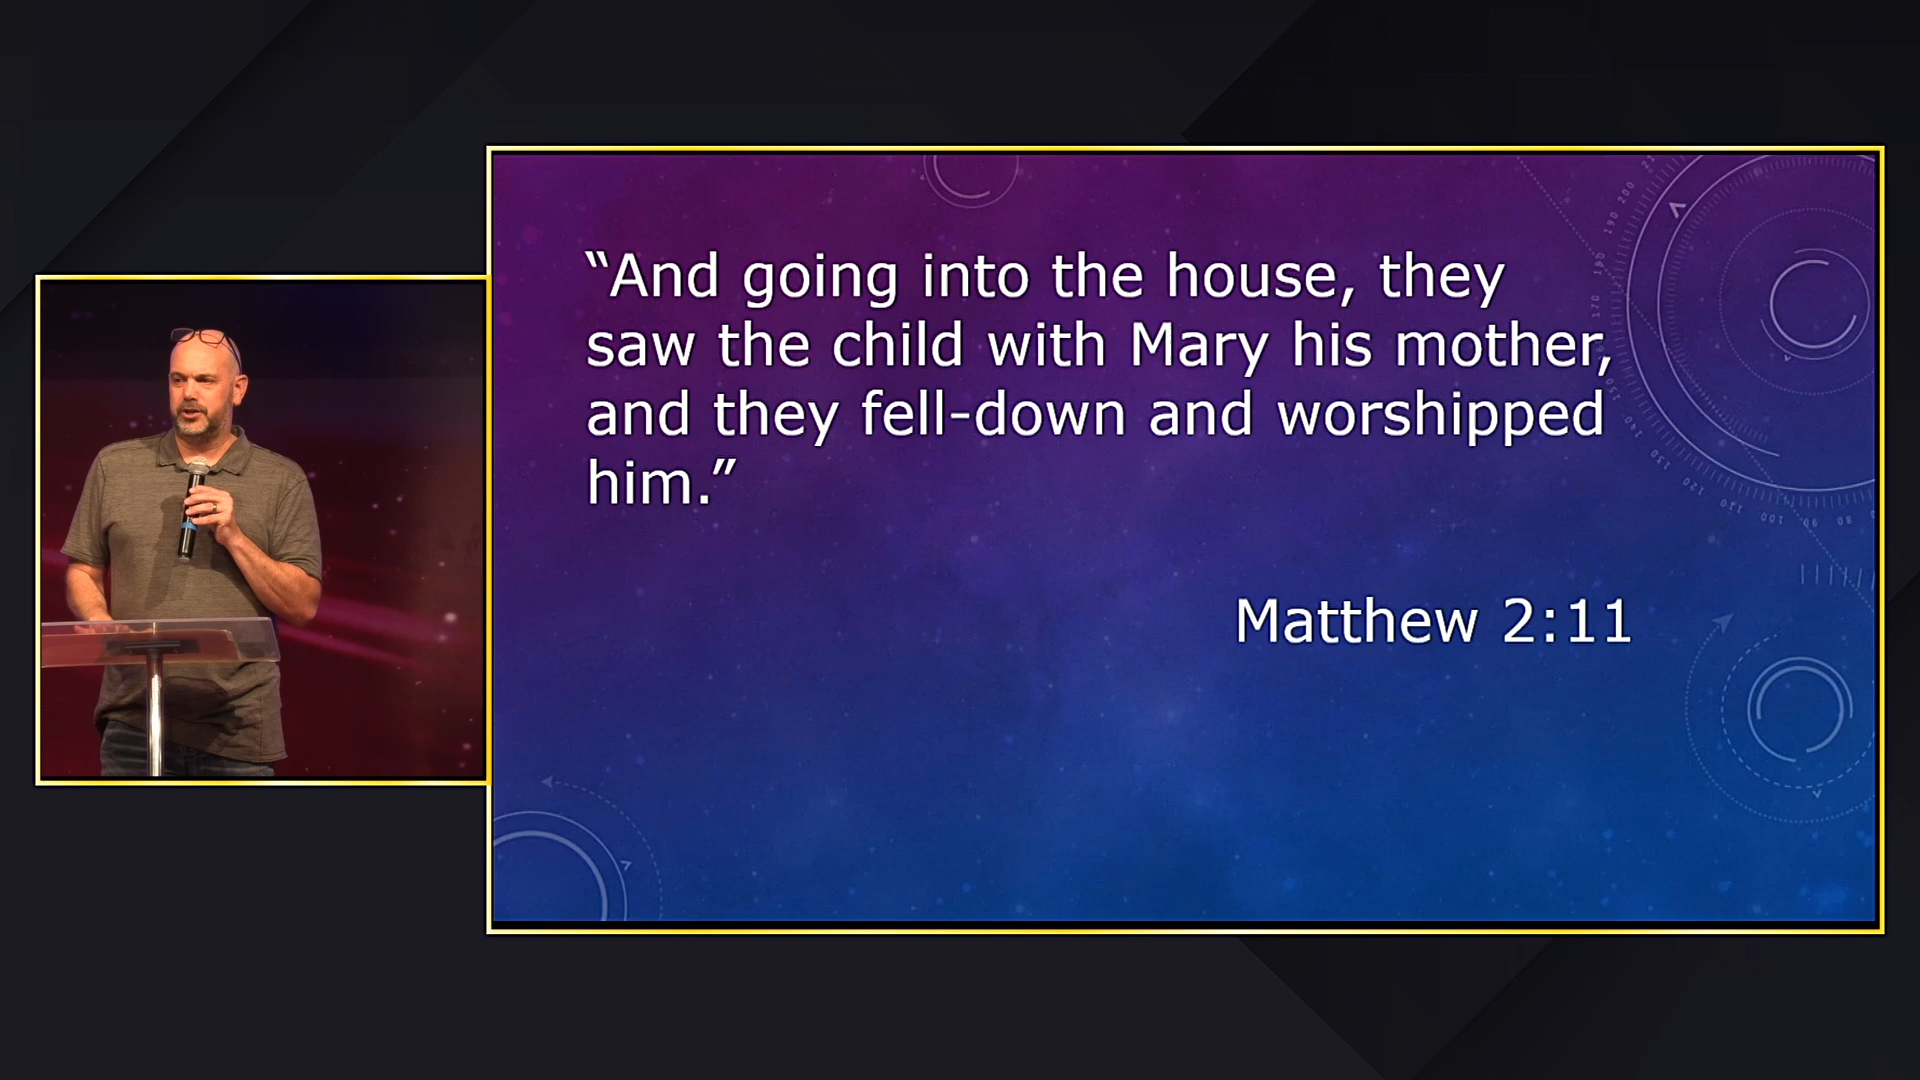 “And going into the house, they
saw the child with Mary his mother,
and they fell-down and worshipped
him.”
Matthew 2:11